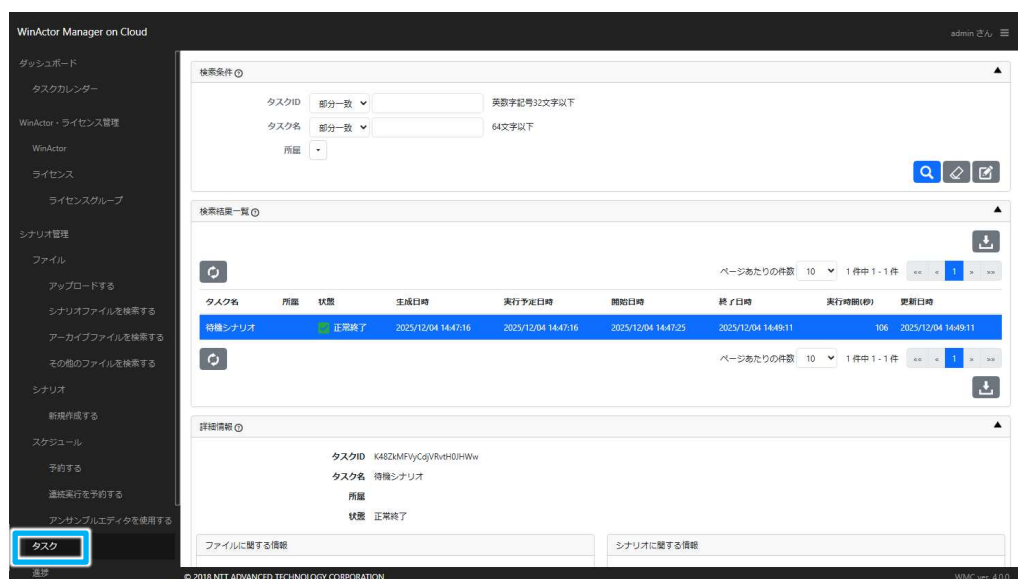 WinActor Manager on Cloud
admin さん
ダッシュボード
タスクカレンダー
WinActor・ライセンス管理
WinActor
ライセンス
ライセンスグループ
シナリオ管理
ファイル
アップロードする
シナリオファイルを検索する
アーカイブファイルを検索する
その他のファイルを検索する
シナリオ
新規作成する
スケジュール
予約する
連続実行を予約する
アンサンブルエディタを使用する
タスク
進捗
検索条件
タスクID 部分一致 英数字記号32文字以下
タスク名 部分一致 64文字以下
所属
検索結果一覧
ページあたりの件数 10 1 件中 1 - 1 件 «« « 1 » »»
タスク名 所属 状態 生成日時 実行予定日時 開始日時 終了日時 実行時間(秒) 更新日時
待機シナリオ 正常終了 2025/12/04 14:47:16 2025/12/04 14:47:16 2025/12/04 14:47:25 2025/12/04 14:49:11 106 2025/12/04 14:49:11
ページあたりの件数 10 1 件中 1 - 1 件 «« « 1 » »»
詳細情報
タスクID K48ZkMFVyCdjVRvtH0JHWw
タスク名 待機シナリオ
所属
状態 正常終了
ファイルに関する情報 シナリオに関する情報
© 2018 NTT ADVANCED TECHNOLOGY CORPORATION WMC ver. 4.0.0